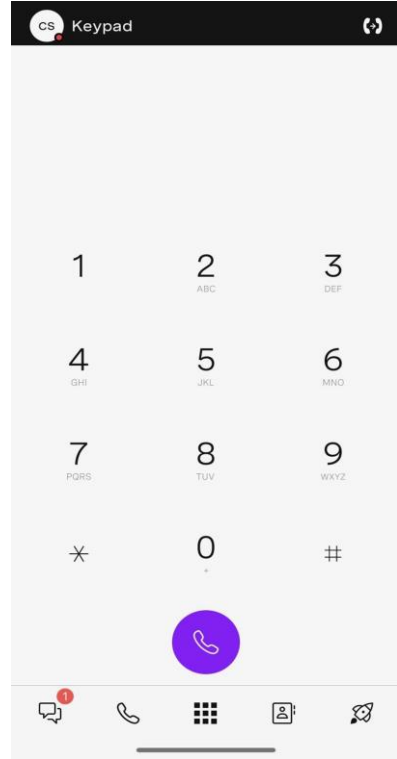 CS Keypad
1 2 3
ABC DEF
4 5 6
GHI JKL MNO
7 8 9
PQRS TUV WXYZ
* 0 #
+
1